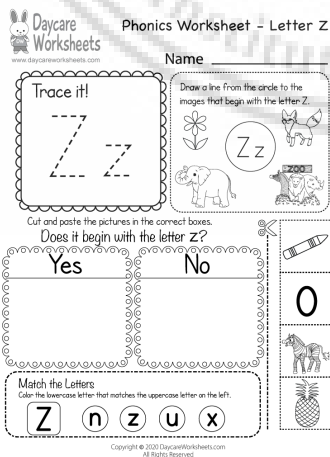 Daycare
Worksheets
www.daycareworksheets.com
Phonics Worksheet - Letter Z
Name
Trace it!
Z z
Draw a line from the circle to the
images that begin with the letter Z.
Z z
ZOO
Cut and paste the pictures in the correct boxes.
Does it begin with the letter z?
Yes No
0
Match the Letters
Color the lowercase letter that matches the uppercase letter on the left.
Z n z u x
Copyright © 2020 DaycareWorksheets.com
All Rights Reserved